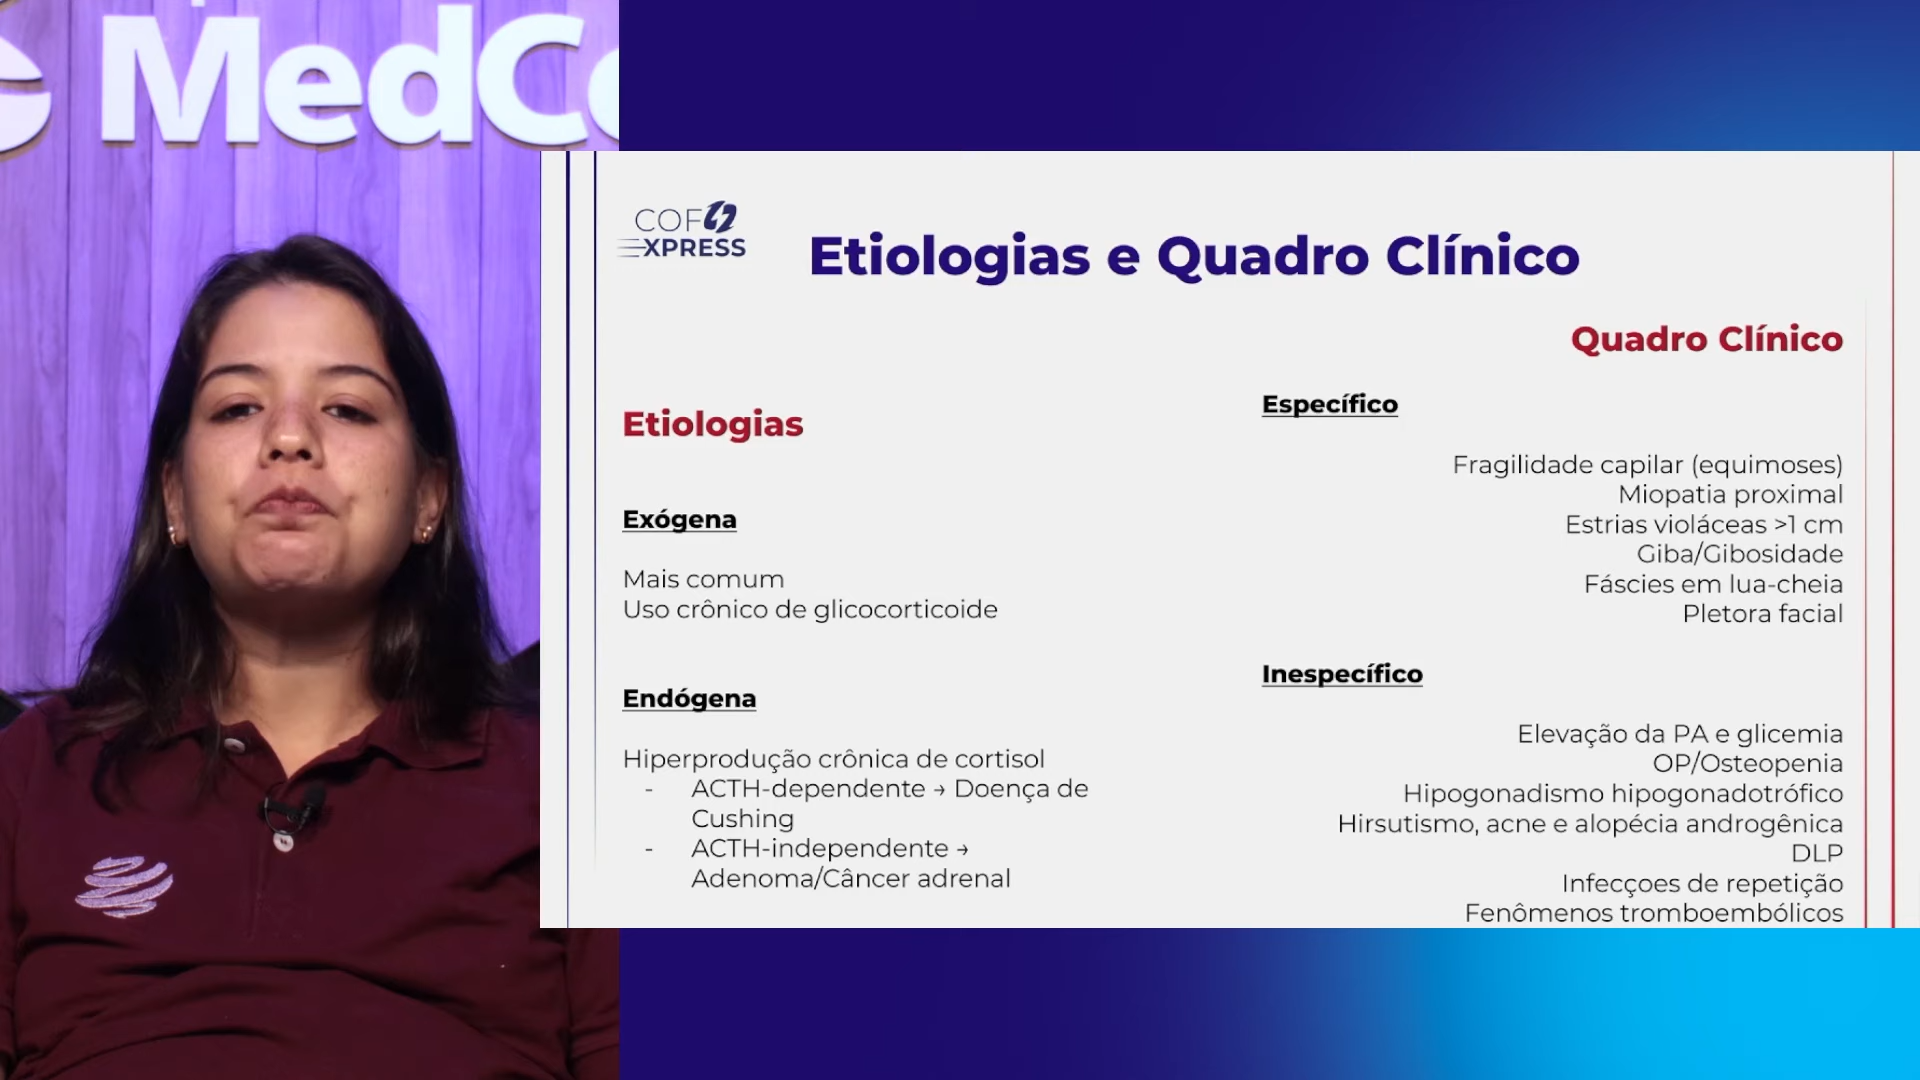 MedCo
COF
XPRESS
Etiologias e Quadro Clínico
Etiologias
Exógena
Mais comum
Uso crônico de glicocorticoide
Endógena
Hiperprodução crônica de cortisol
- ACTH-dependente → Doença de
Cushing
- ACTH-independente →
Adenoma/Câncer adrenal
Quadro Clínico
Específico
Fragilidade capilar (equimoses)
Miopatia proximal
Estrias violáceas >1 cm
Giba/Gibosidade
Fáscies em lua-cheia
Pletora facial
Inespecífico
Elevação da PA e glicemia
OP/Osteopenia
Hipogonadismo hipogonadotrófico
Hirsutismo, acne e alopécia androgênica
DLP
Infecçoes de repetição
Fenômenos tromboembólicos